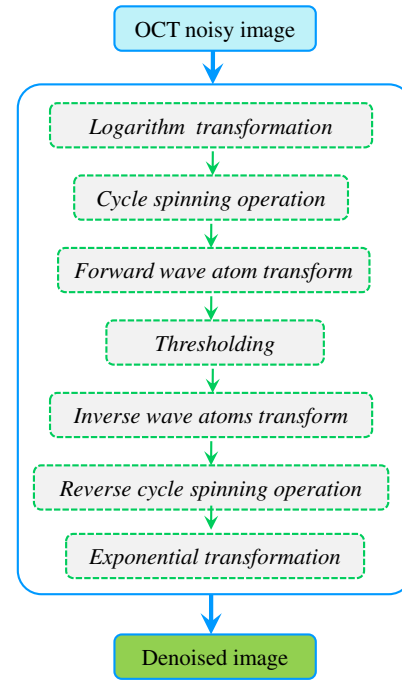 OCT noisy image
Logarithm transformation
Cycle spinning operation
Forward wave atom transform
Thresholding
Inverse wave atoms transform
Reverse cycle spinning operation
Exponential transformation
Denoised image